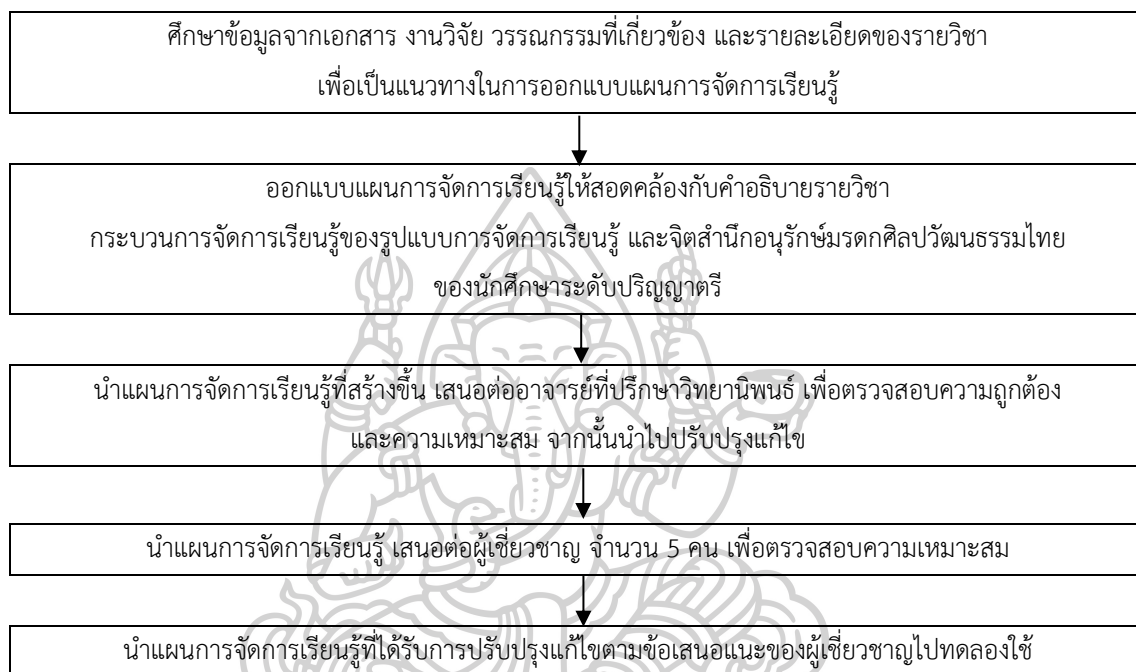 ศึกษาข้อมูลจากเอกสาร งานวิจัย วรรณกรรมที่เกี่ยวข้อง และรายละเอียดของรายวิชา
เพื่อเป็นแนวทางในการออกแบบแผนการจัดการเรียนรู้
ออกแบบแผนการจัดการเรียนรู้ให้สอดคล้องกับคำอธิบายรายวิชา
กระบวนการจัดการเรียนรู้ของรูปแบบการจัดการเรียนรู้ และจิตสำนึกอนุรักษ์มรดกศิลปวัฒนธรรมไทย
ของนักศึกษาระดับปริญญาตรี
นำแผนการจัดการเรียนรู้ที่สร้างขึ้น เสนอต่ออาจารย์ที่ปรึกษาวิทยานิพนธ์ เพื่อตรวจสอบความถูกต้อง
และความเหมาะสม จากนั้นนำไปปรับปรุงแก้ไข
นำแผนการจัดการเรียนรู้ เสนอต่อผู้เชี่ยวชาญ จำนวน 5 คน เพื่อตรวจสอบความเหมาะสม
นำแผนการจัดการเรียนรู้ที่ได้รับการปรับปรุงแก้ไขตามข้อเสนอแนะของผู้เชี่ยวชาญไปทดลองใช้